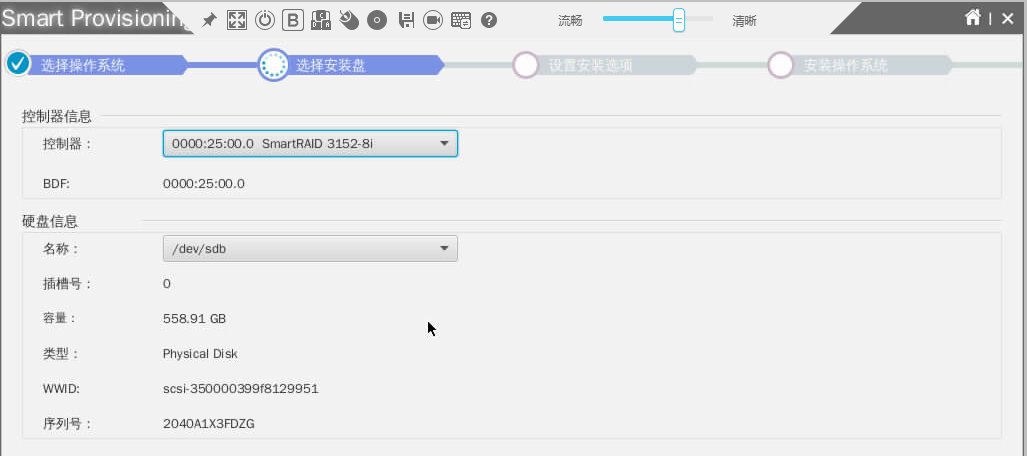 Smart Provisioning
B
流畅
清晰
选择操作系统
选择安装盘
设置安装选项
安装操作系统
控制器信息
控制器：
0000:25:00.0 SmartRAID 3152-8i
BDF:
0000:25:00.0
硬盘信息
名称：
/dev/sdb
插槽号：
0
容量：
558.91 GB
类型：
Physical Disk
WWID:
scsi-350000399f8129951
序列号：
2040A1X3FDZG